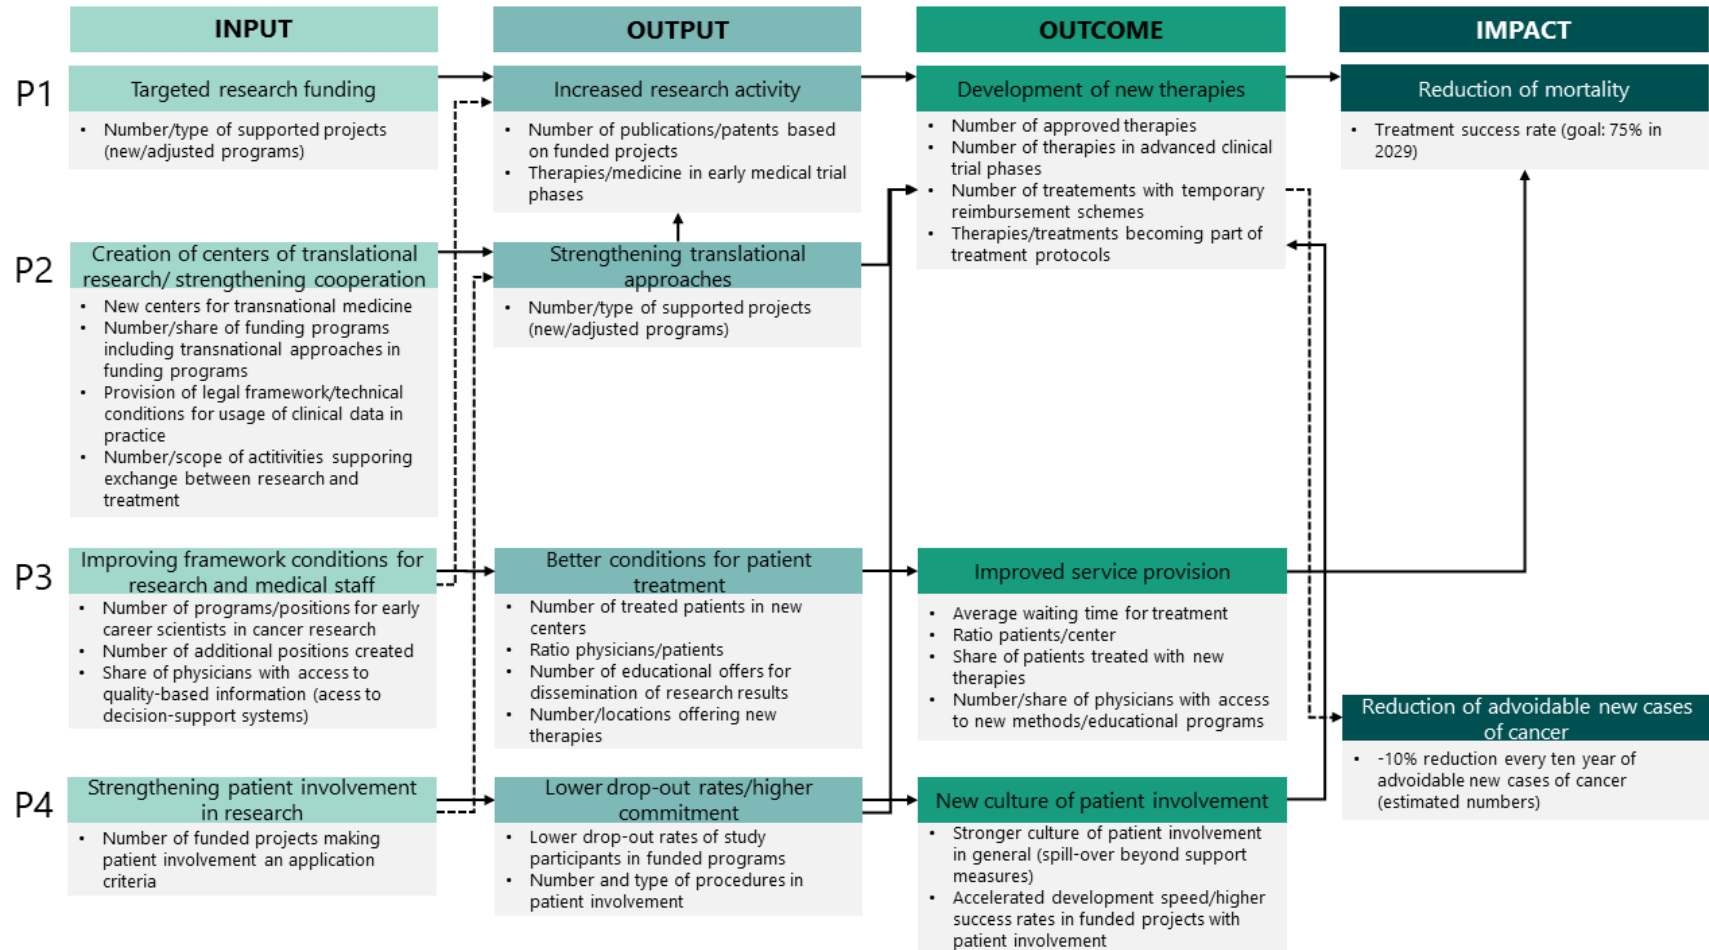 INPUT
OUTPUT
OUTCOME
IMPACT
P1
Targeted research funding
• Number/type of supported projects
(new/adjusted programs)
Increased research activity
• Number of publications/patents based
on funded projects
• Therapies/medicine in early medical trial
phases
Development of new therapies
• Number of approved therapies
• Number of therapies in advanced clinical
trial phases
• Number of treatements with temporary
reimbursement schemes
• Therapies/treatments becoming part of
treatment protocols
Reduction of mortality
• Treatment success rate (goal: 75% in
2029)
P2
Creation of centers of translational
research/ strengthening cooperation
• New centers for transnational medicine
• Number/share of funding programs
including transnational approaches in
funding programs
• Provision of legal framework/technical
conditions for usage of clinical data in
practice
• Number/scope of actitivities supporing
exchange between research and
treatment
Strengthening translational
approaches
• Number/type of supported projects
(new/adjusted programs)
P3
Improving framework conditions for
research and medical staff
• Number of programs/positions for early
career scientists in cancer research
• Number of additional positions created
• Share of physicians with access to
quality-based information (acess to
decision-support systems)
Better conditions for patient
treatment
• Number of treated patients in new
centers
• Ratio physicians/patients
• Number of educational offers for
dissemination of research results
• Number/locations offering new
therapies
Improved service provision
• Average waiting time for treatment
• Ratio patients/center
• Share of patients treated with new
therapies
• Number/share of physicians with access
to new methods/educational programs
Reduction of advoidable new cases
of cancer
• -10% reduction every ten year of
advoidable new cases of cancer
(estimated numbers)
P4
Strengthening patient involvement
in research
• Number of funded projects making
patient involvement an application
criteria
Lower drop-out rates/higher
commitment
• Lower drop-out rates of study
participants in funded programs
• Number and type of procedures in
patient involvement
New culture of patient involvement
• Stronger culture of patient involvement
in general (spill-over beyond support
measures)
• Accelerated development speed/higher
success rates in funded projects with
patient involvement